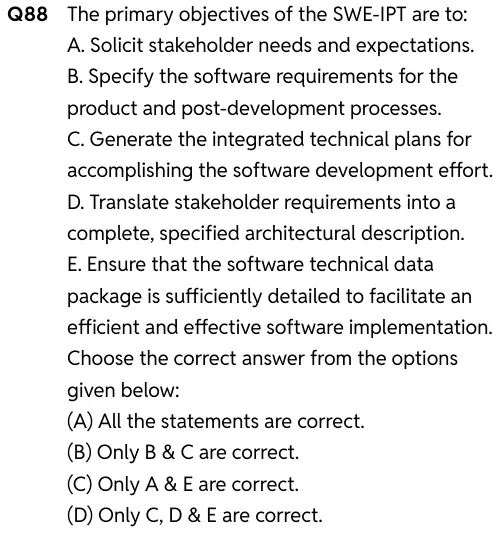 Q88 The primary objectives of the SWE-IPT are to:
A. Solicit stakeholder needs and expectations.
B. Specify the software requirements for the
product and post-development processes.
C. Generate the integrated technical plans for
accomplishing the software development effort.
D. Translate stakeholder requirements into a
complete, specified architectural description.
E. Ensure that the software technical data
package is sufficiently detailed to facilitate an
efficient and effective software implementation.
Choose the correct answer from the options
given below:
(A) All the statements are correct.
(B) Only B & C are correct.
(C) Only A & E are correct.
(D) Only C, D & E are correct.